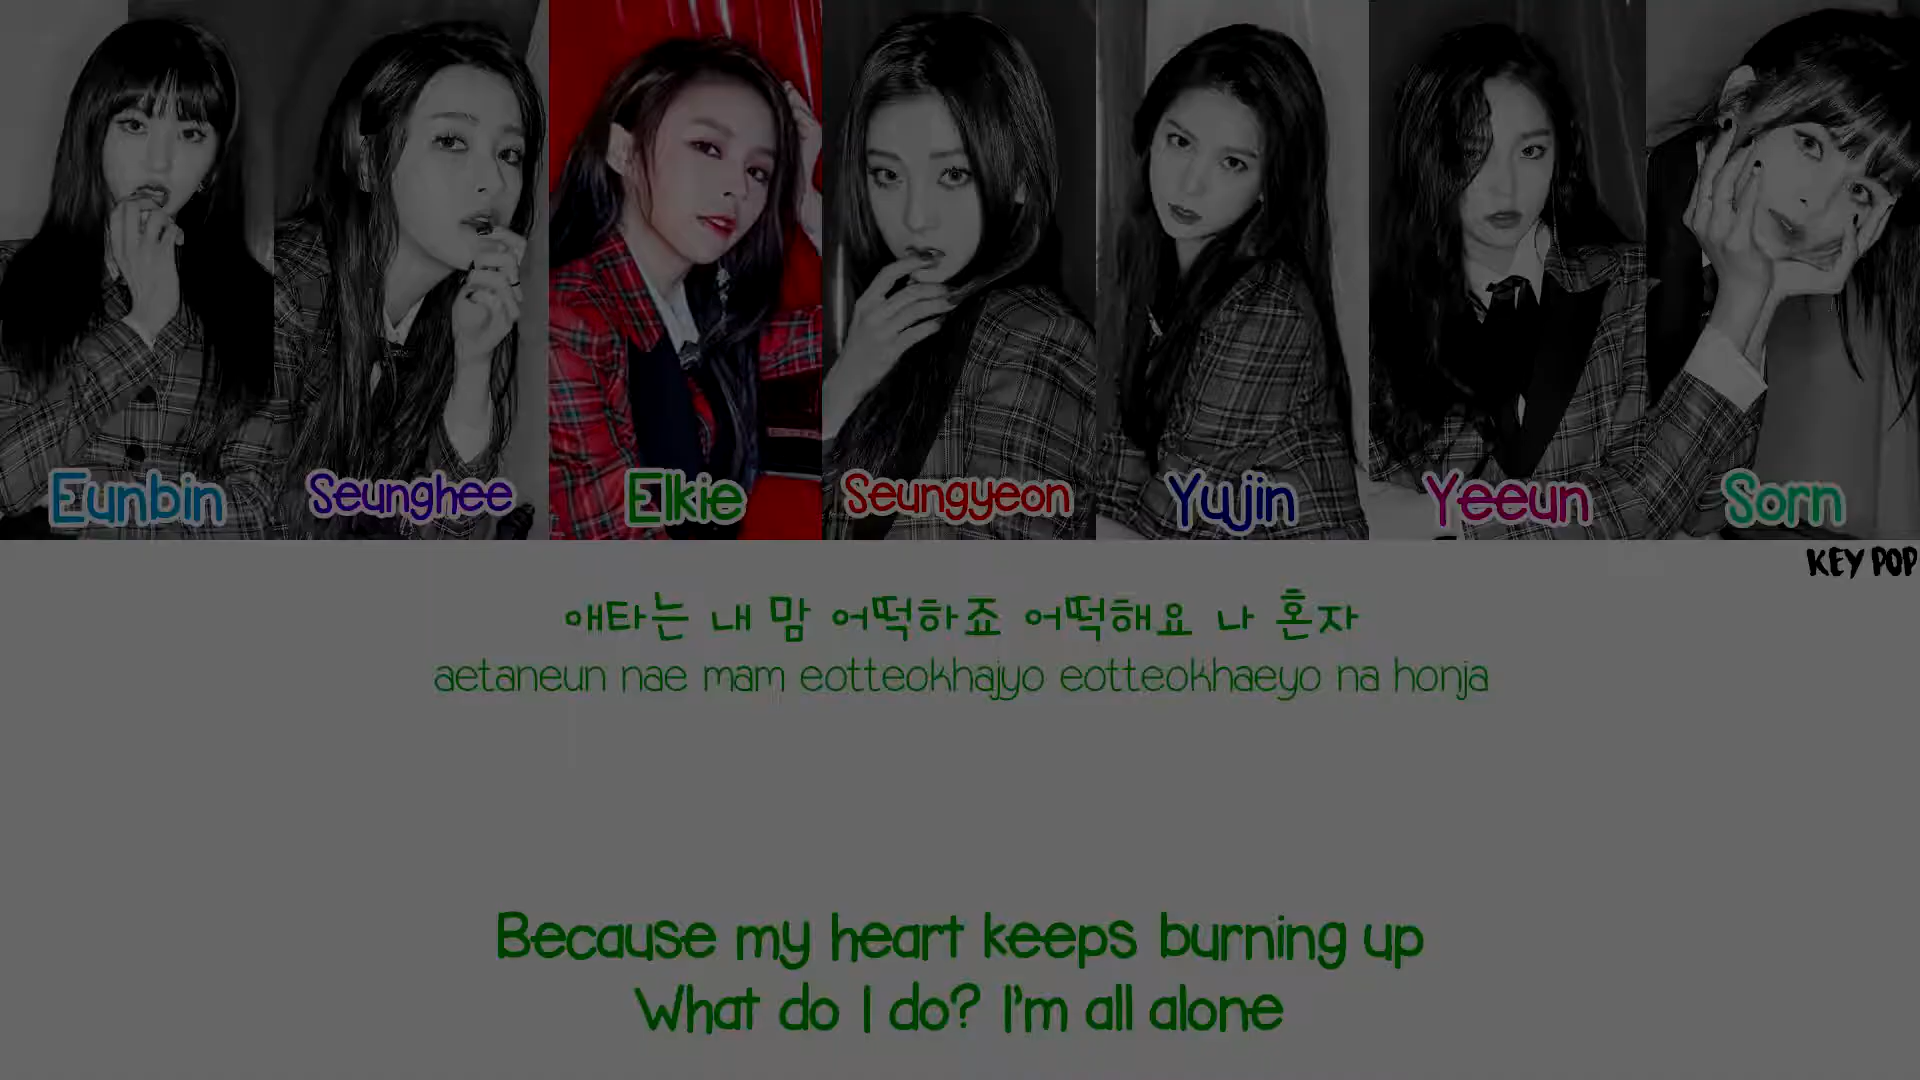 Eunbin
Seunghee
Elkie
Seungyeon
Yujin
Yeeun
Sorn
KEY POP
애타는 내 맘 어떡하죠 어떡해요 나 혼자
aetaneun nae mam eotteokhajyo eotteokhaeyo na honja
Because my heart keeps burning up
What do I do? I'm all alone